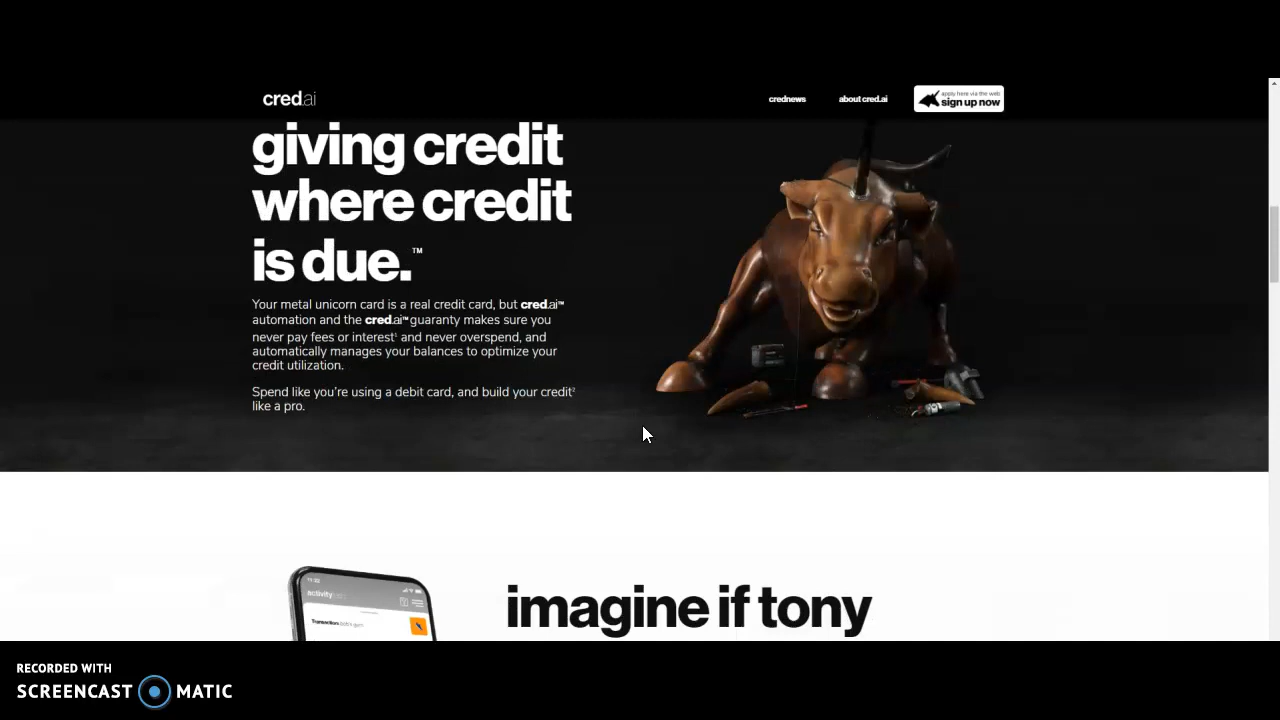 cred.ai
crednews
about cred.ai
apply here via the web
sign up now
giving credit
where credit
is due.™
Your metal unicorn card is a real credit card, but cred.ai™
automation and the cred.ai™ guaranty makes sure you
never pay fees or interest¹ and never overspend, and
automatically manages your balances to optimize your
credit utilization.
Spend like you're using a debit card, and build your credit²
like a pro.
11:32
activity
Transaction
imagine if tony
RECORDED WITH
SCREENCAST MATIC